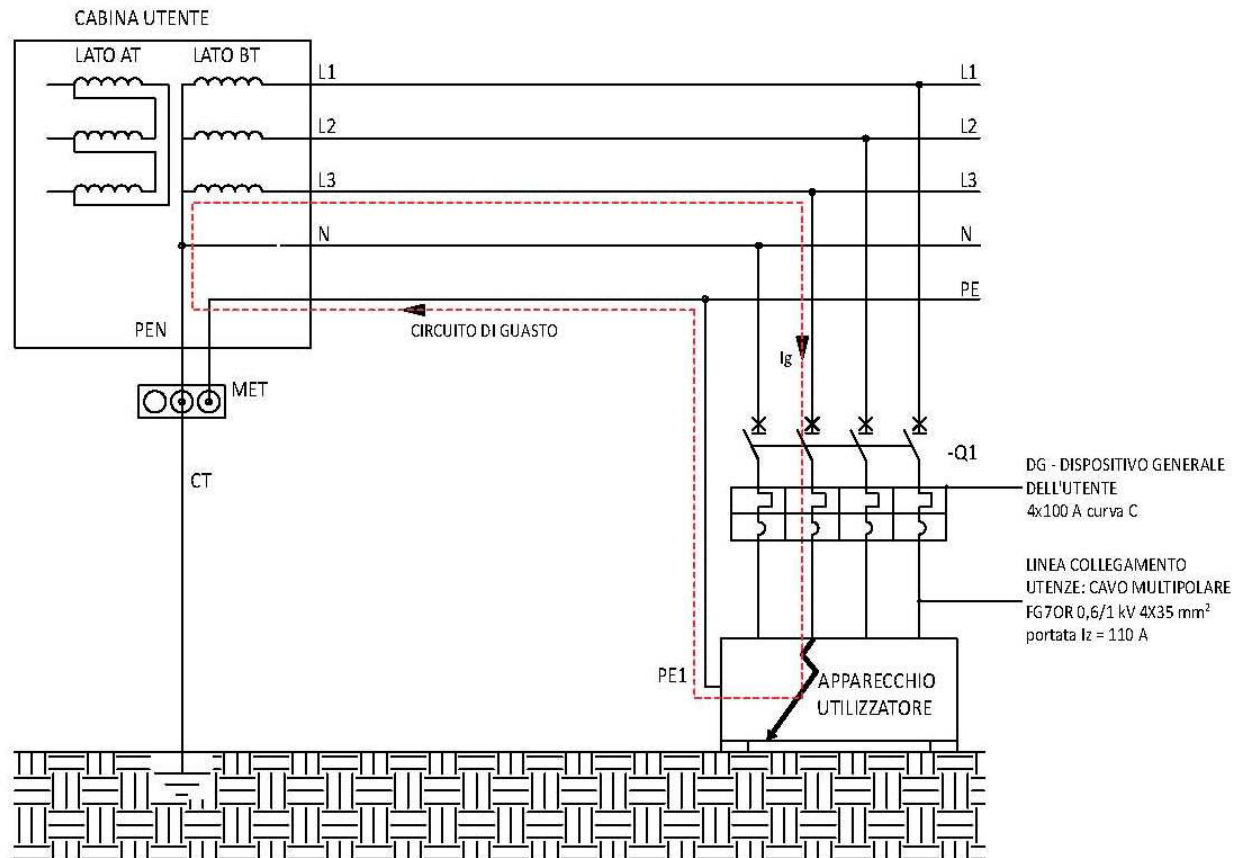 CABINA UTENTE
LATO AT
LATO BT
L1
L1
L2
L2
L3
L3
N
N
PE
PEN
CIRCUITO DI GUASTO
Ig
MET
CT
-Q1
DG - DISPOSITIVO GENERALE
DELL'UTENTE
4x100 A curva C
LINEA COLLEGAMENTO
UTENZE: CAVO MULTIPOLARE
FG7OR 0,6/1 kV 4X35 mm²
portata Iz = 110 A
PE1
APPARECCHIO
UTILIZZATORE